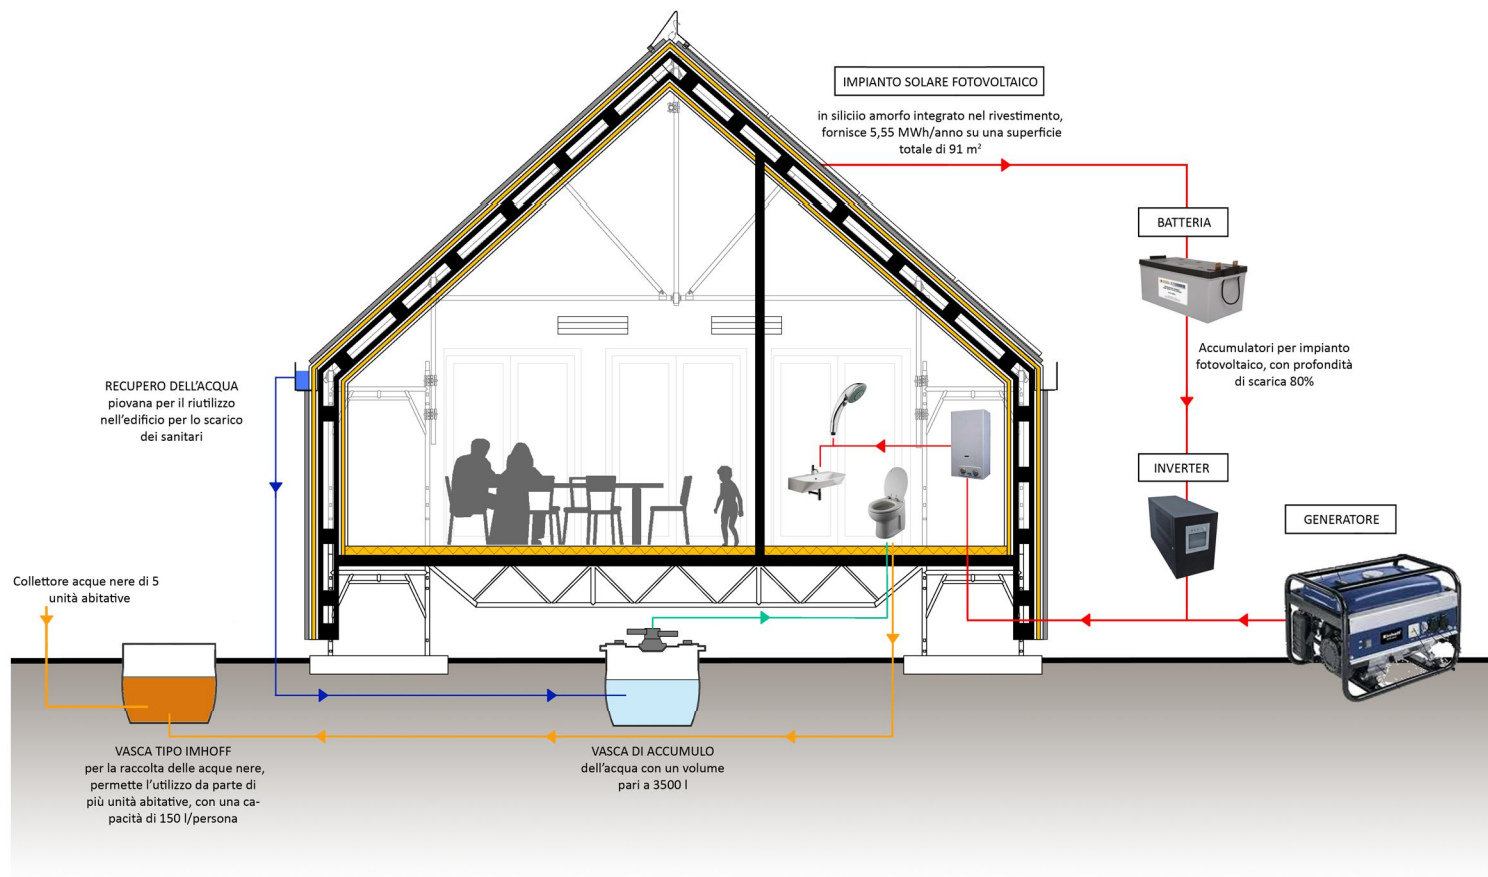 IMPIANTO SOLARE FOTOVOLTAICO
in siliciio amorfo integrato nel rivestimento,
fornisce 5,55 MWh/anno su una superficie
totale di 91 m²
BATTERIA
Accumulatori per impianto
fotovoltaico, con profondità
di scarica 80%
RECUPERO DELL'ACQUA
piovana per il riutilizzo
nell'edificio per lo scarico
dei sanitari
INVERTER
GENERATORE
Collettore acque nere di 5
unità abitative
VASCA TIPO IMHOFF
per la raccolta delle acque nere,
permette l'utilizzo da parte di
più unità abitative, con una ca-
pacità di 150 l/persona
VASCA DI ACCUMULO
dell'acqua con un volume
pari a 3500 l